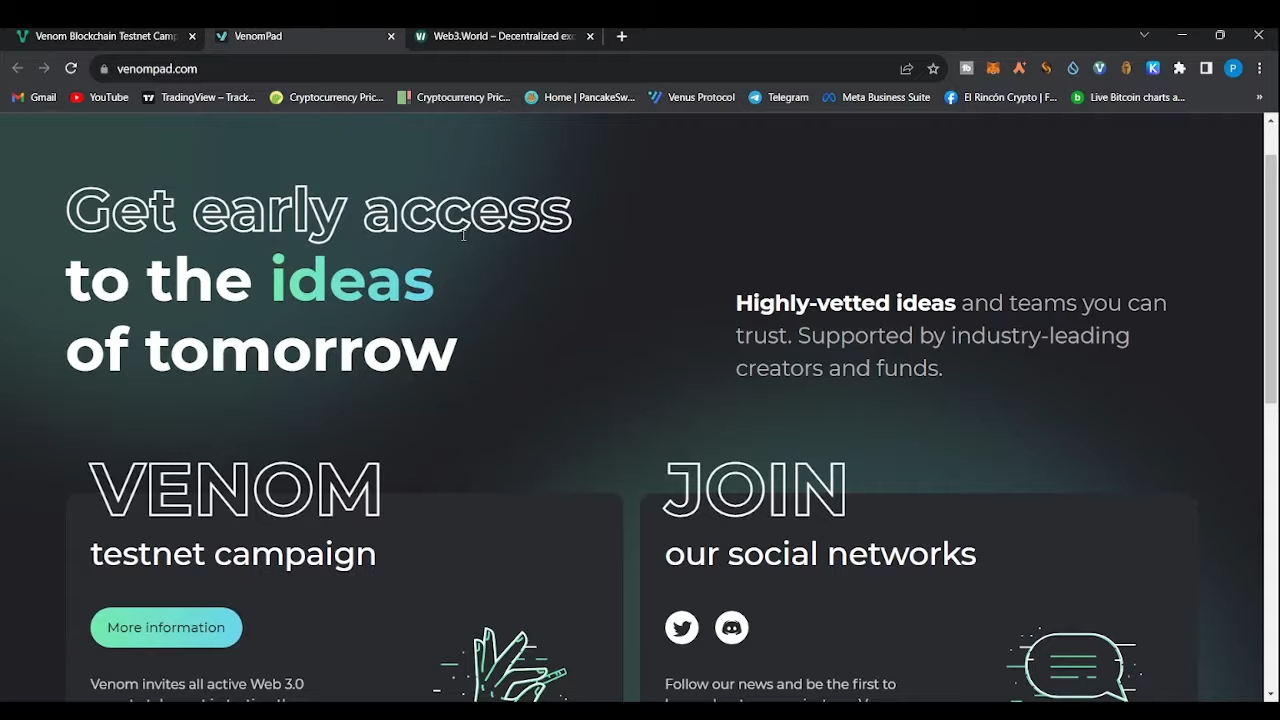 Venom Blockchain Testnet Camp
VenomPad
Web3.World – Decentralized exc
venompad.com
Gmail
YouTube
TradingView – Track...
Cryptocurrency Pric...
Cryptocurrency Pric...
Home | PancakeSw...
Venus Protocol
Telegram
Meta Business Suite
El Rincón Crypto | F...
Live Bitcoin charts a...
Get early access
to the ideas
of tomorrow
Highly-vetted ideas and teams you can
trust. Supported by industry-leading
creators and funds.
VENOM
testnet campaign
More information
Venom invites all active Web 3.0
JOIN
our social networks
Follow our news and be the first to